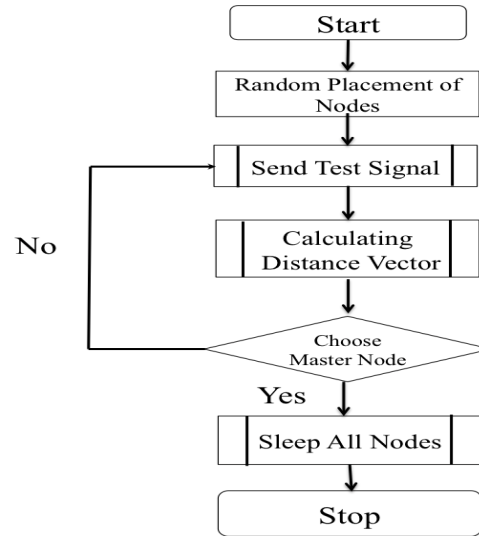 Start
Random Placement of
Nodes
Send Test Signal
No
Calculating
Distance Vector
Choose
Master Node
Yes
Sleep All Nodes
Stop